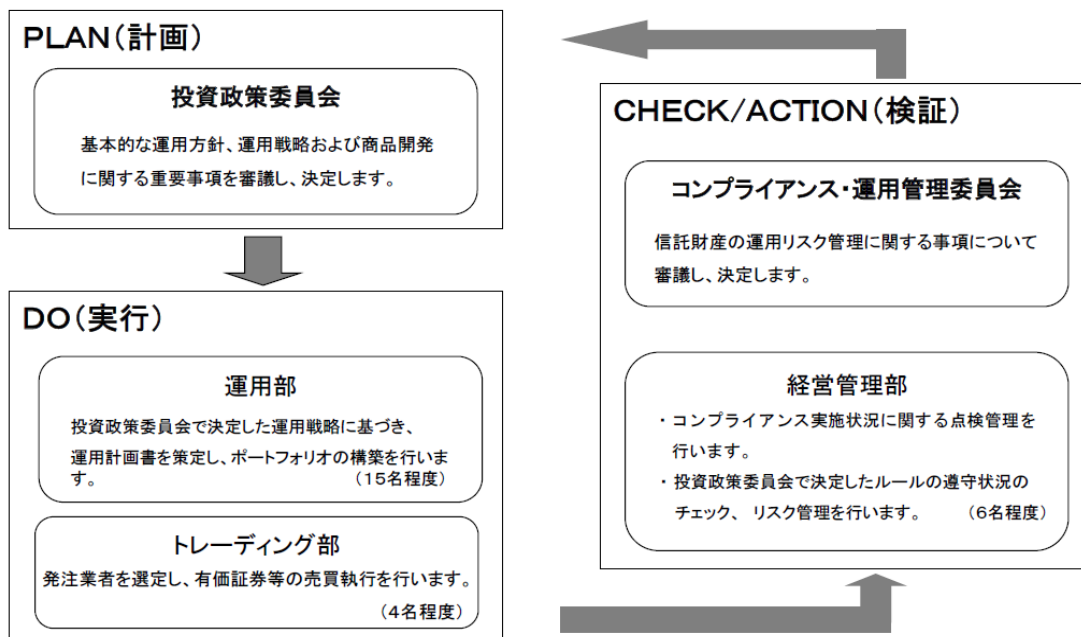 PLAN(計画)
投資政策委員会
基本的な運用方針、運用戦略および商品開発
に関する重要事項を審議し、決定します。
DO(実行)
運用部
投資政策委員会で決定した運用戦略に基づき、
運用計画書を策定し、ポートフォリオの構築を行いま
す。 (15名程度)
トレーディング部
発注業者を選定し、有価証券等の売買執行を行います。
(4名程度)
CHECK/ACTION(検証)
コンプライアンス・運用管理委員会
信託財産の運用リスク管理に関する事項について
審議し、決定します。
経営管理部
・コンプライアンス実施状況に関する点検管理を
行います。
・投資政策委員会で決定したルールの遵守状況の
チェック、リスク管理を行います。 (6名程度)